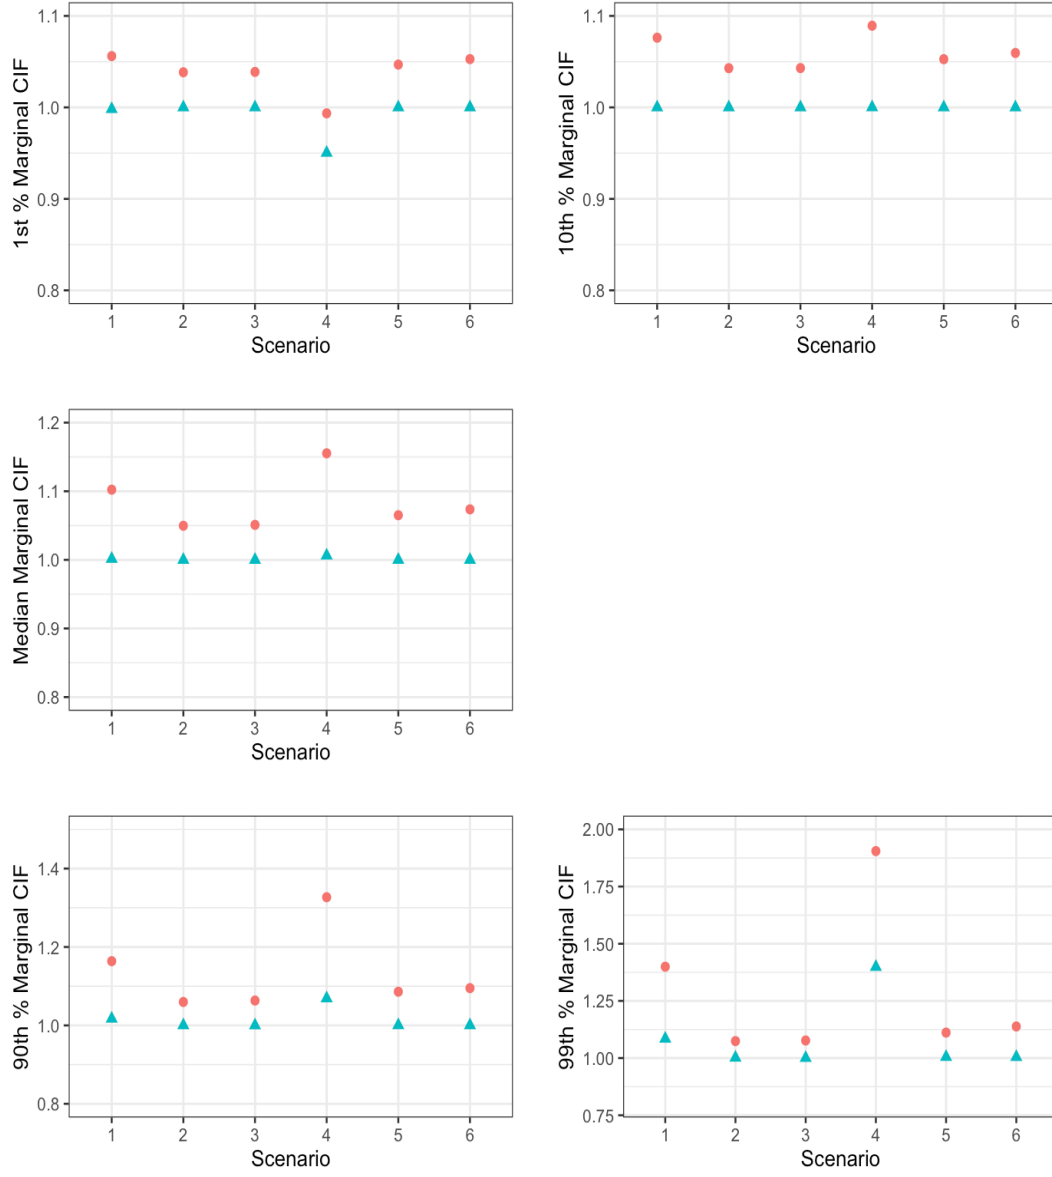 1st % Marginal CIF
1.1
1.0
0.9
0.8
1 2 3 4 5 6
Scenario
10th % Marginal CIF
1.1
1.0
0.9
0.8
1 2 3 4 5 6
Scenario
Median Marginal CIF
1.2
1.1
1.0
0.9
0.8
1 2 3 4 5 6
Scenario
90th % Marginal CIF
1.4
1.2
1.0
0.8
1 2 3 4 5 6
Scenario
99th % Marginal CIF
2.00
1.75
1.50
1.25
1.00
0.75
1 2 3 4 5 6
Scenario